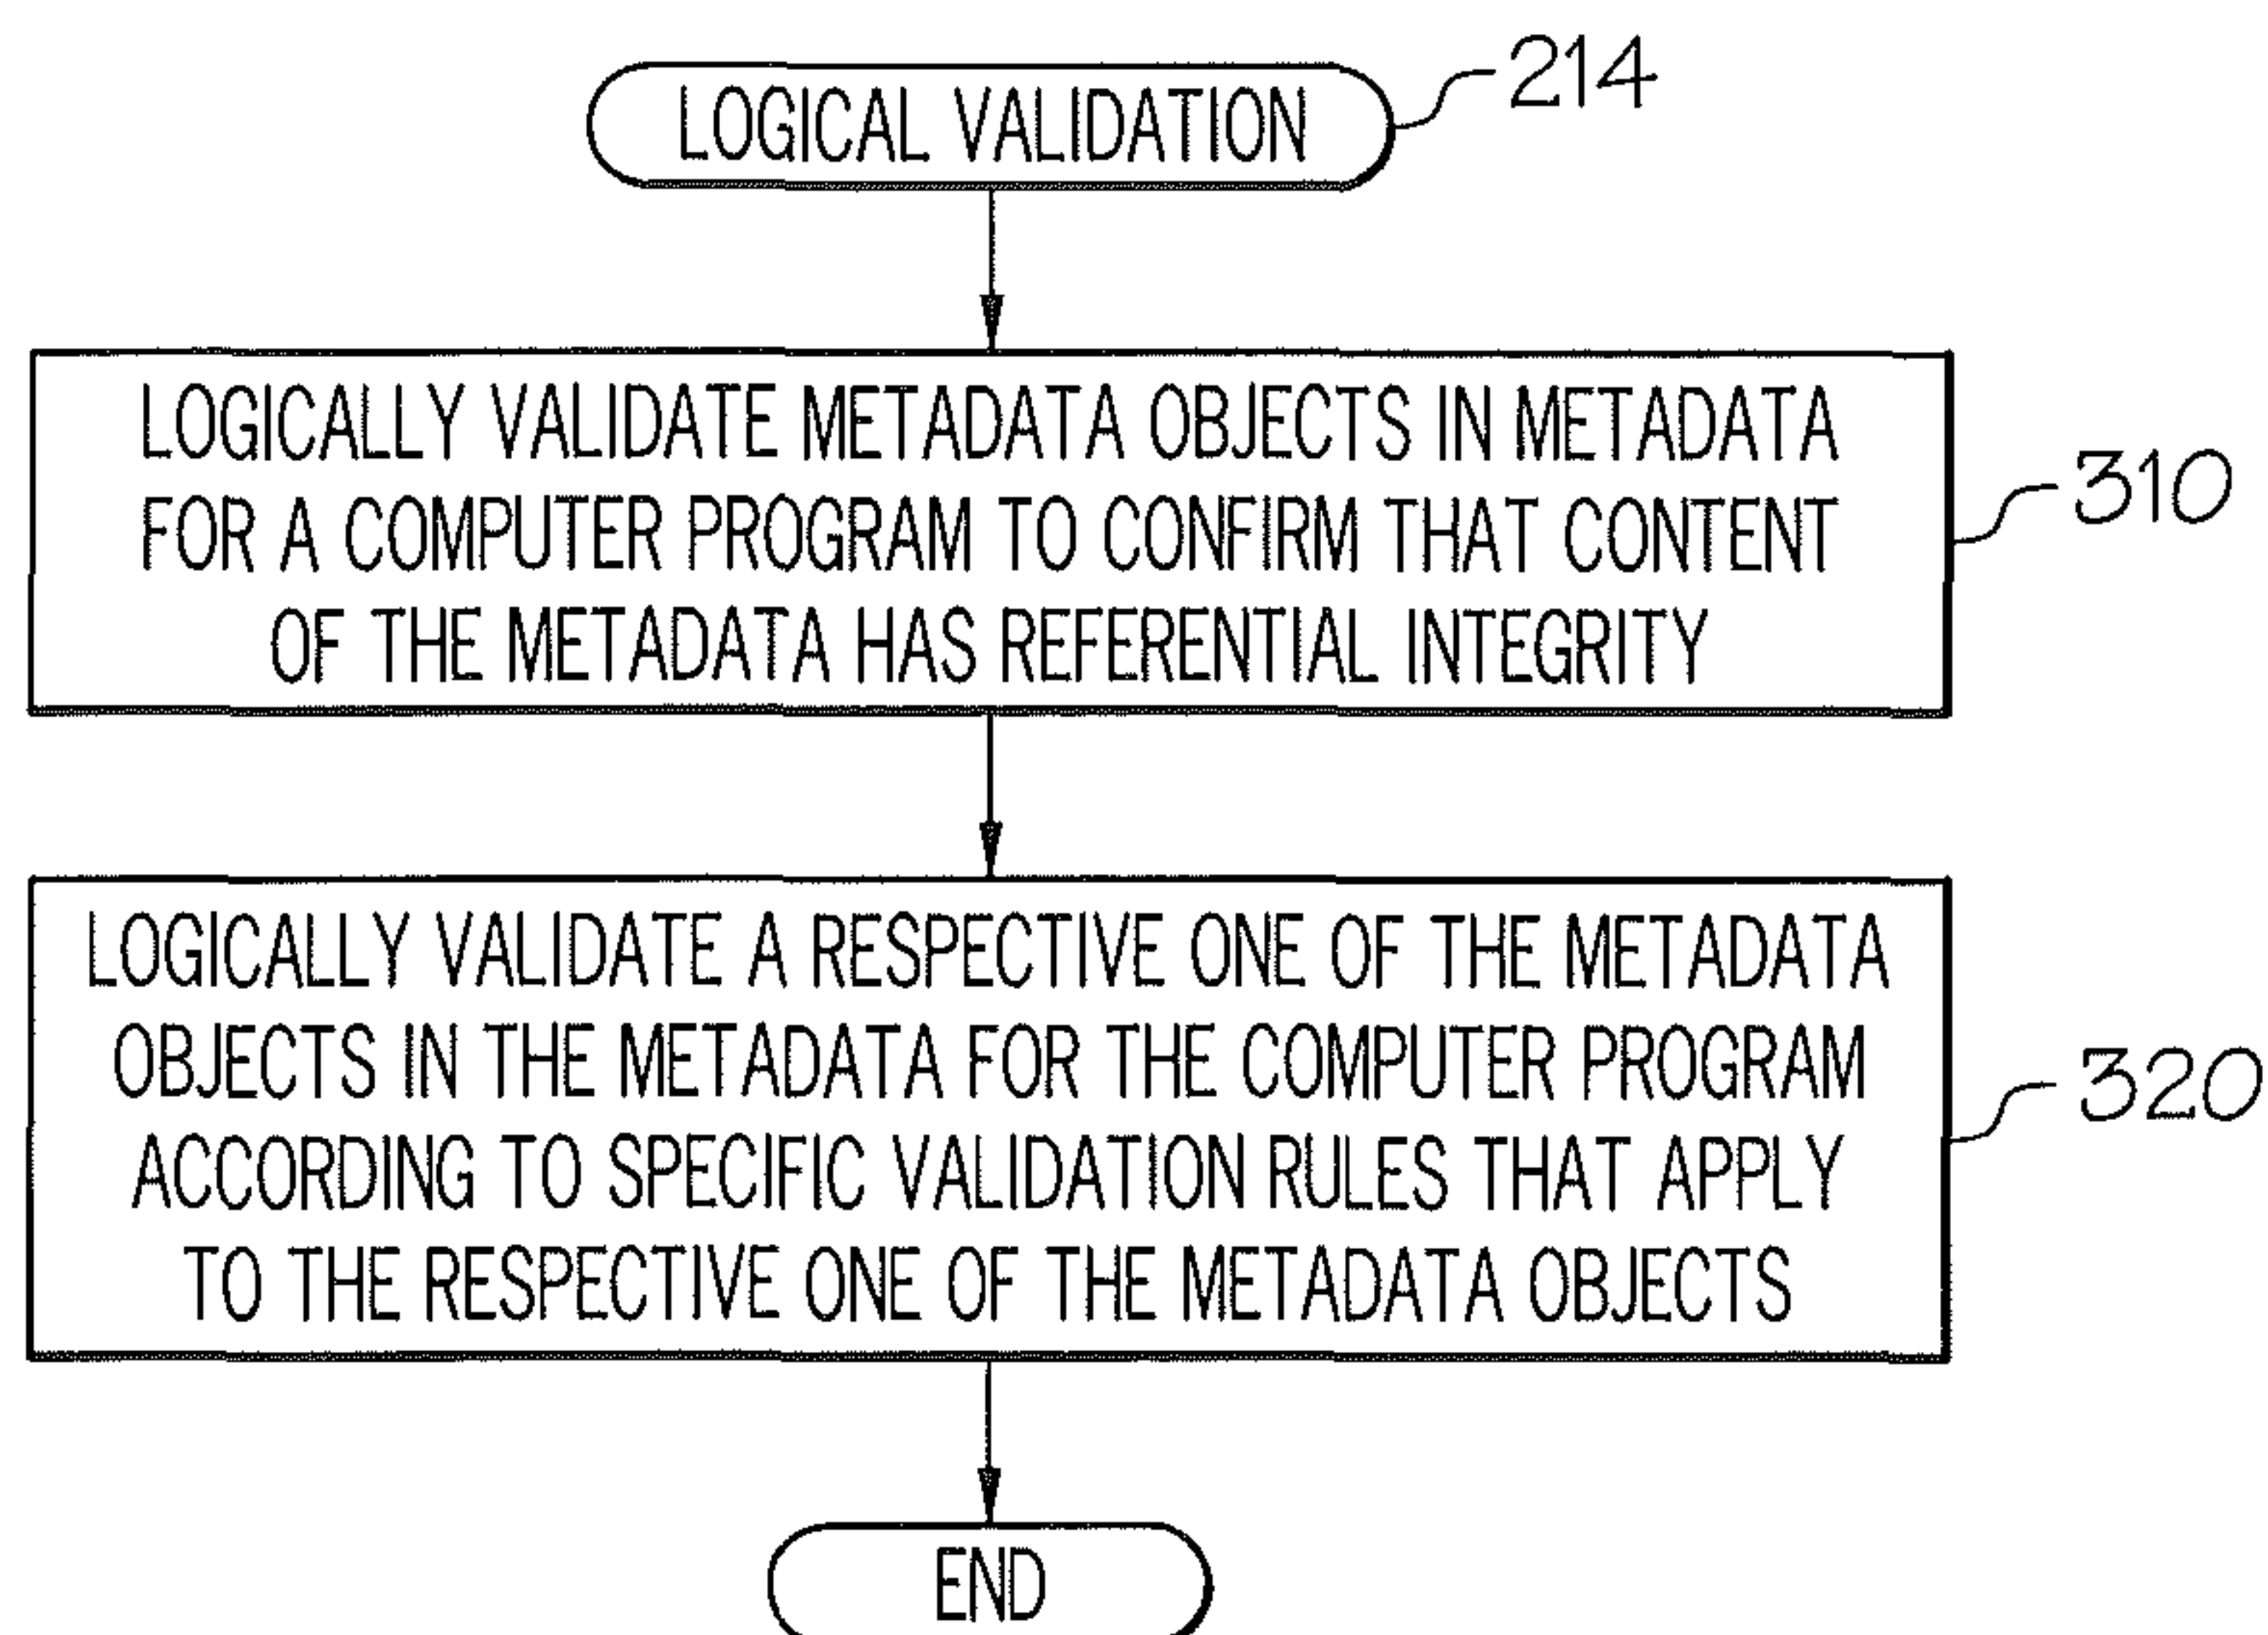 LOGICAL VALIDATION
214
LOGICALLY VALIDATE METADATA OBJECTS IN METADATA
FOR A COMPUTER PROGRAM TO CONFIRM THAT CONTENT
OF THE METADATA HAS REFERENTIAL INTEGRITY
310
LOGICALLY VALIDATE A RESPECTIVE ONE OF THE METADATA
OBJECTS IN THE METADATA FOR THE COMPUTER PROGRAM
ACCORDING TO SPECIFIC VALIDATION RULES THAT APPLY
TO THE RESPECTIVE ONE OF THE METADATA OBJECTS
320
END